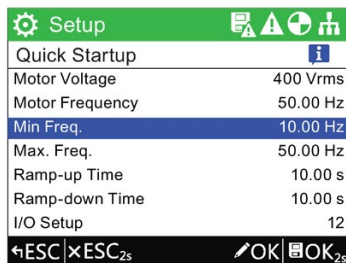 Setup
Quick Startup i
Motor Voltage 400 Vrms
Motor Frequency 50.00 Hz
Min Freq. 10.00 Hz
Max. Freq. 50.00 Hz
Ramp-up Time 10.00 s
Ramp-down Time 10.00 s
I/O Setup 12
ESC ESC2s OK OK2s